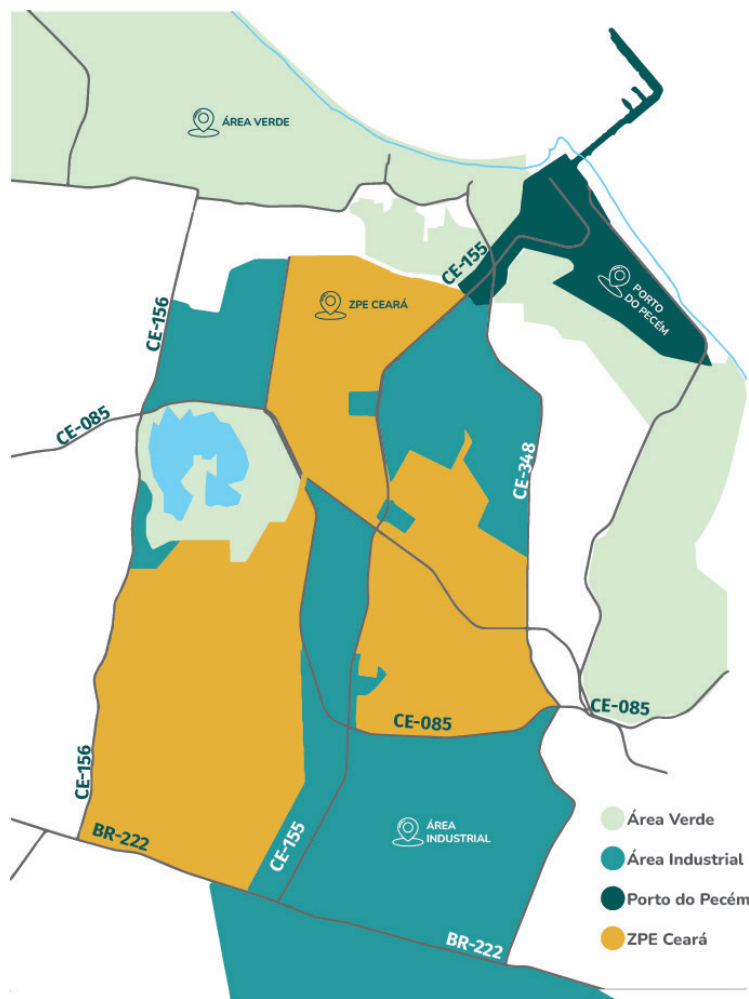 ÁREA VERDE
CE-155
PORTO
DO PECÉM
ZPE CEARÁ
CE-156
CE-085
CE-348
CE-085
CE-085
CE-156
BR-222
CE-155
ÁREA
INDUSTRIAL
BR-222
Área Verde
Área Industrial
Porto do Pecém
ZPE Ceará